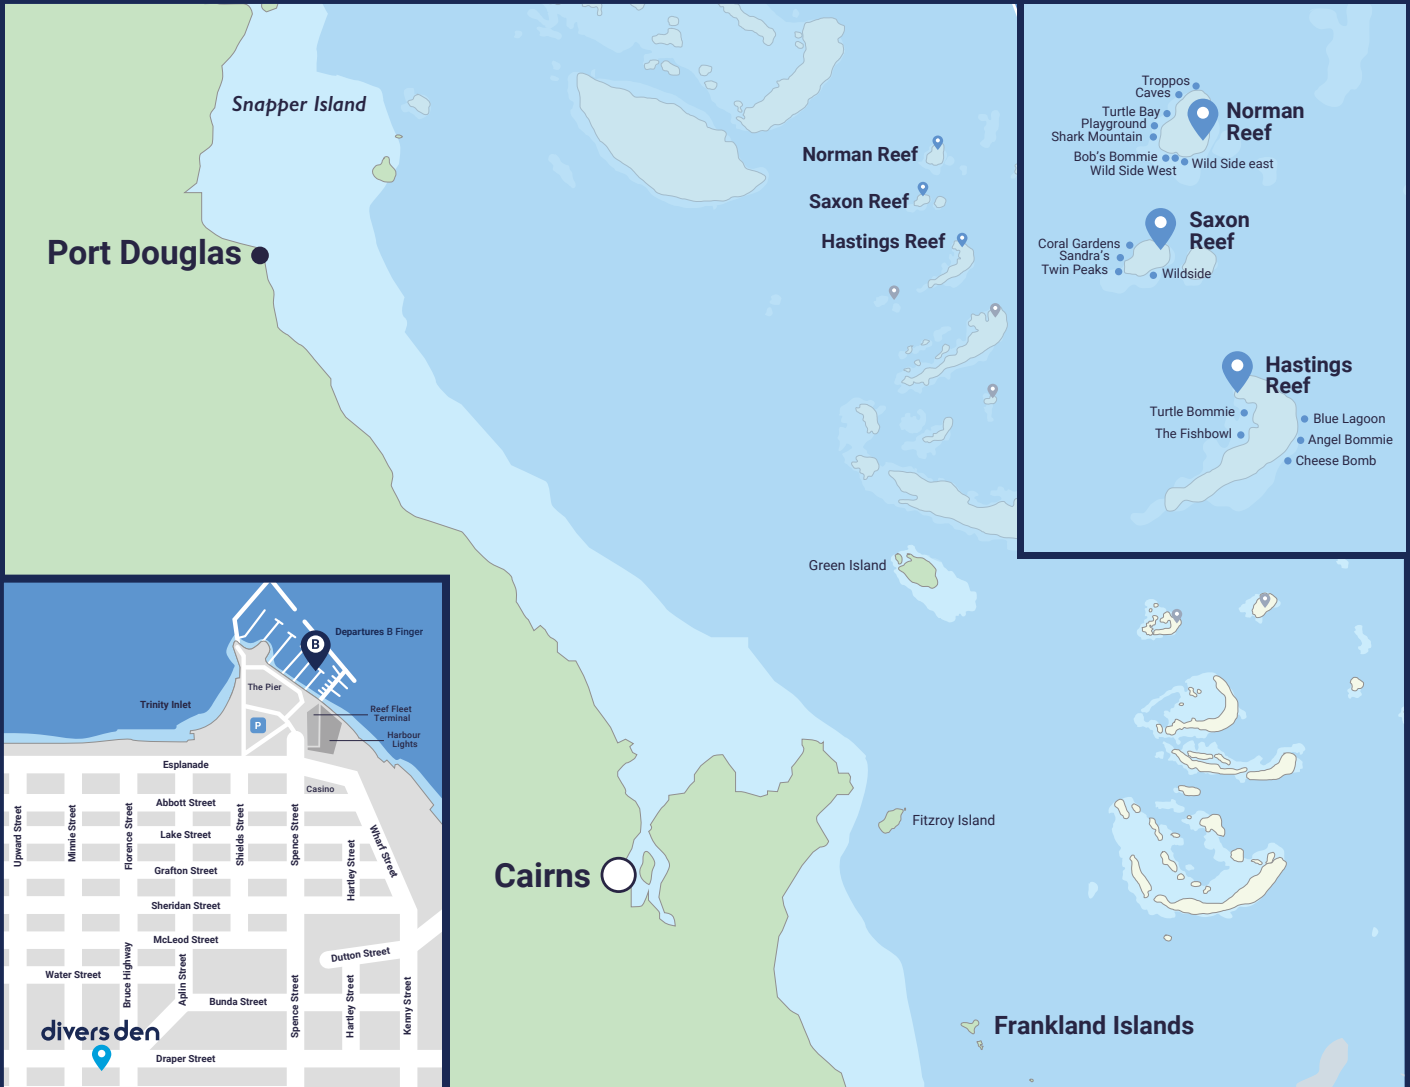 Snapper Island
Port Douglas
Norman Reef
Saxon Reef
Hastings Reef
Green Island
Fitzroy Island
Cairns
Frankland Islands
Troppos
Caves
Turtle Bay
Playground
Shark Mountain
Bob's Bommie
Wild Side West
Wild Side east
Norman
Reef
Coral Gardens
Sandra's
Twin Peaks
Wildside
Saxon
Reef
Hastings
Reef
Turtle Bommie
The Fishbowl
Blue Lagoon
Angel Bommie
Cheese Bomb
B
Departures B Finger
The Pier
Trinity Inlet
P
Reef Fleet
Terminal
Harbour
Lights
Esplanade
Casino
Abbott Street
Lake Street
Grafton Street
Sheridan Street
McLeod Street
Water Street
Bunda Street
Draper Street
Upward Street
Minnie Street
Florence Street
Shields Street
Spence Street
Hartley Street
Wharf Street
Dutton Street
Bruce Highway
Aplin Street
Spence Street
Hartley Street
Kenny Street
divers den